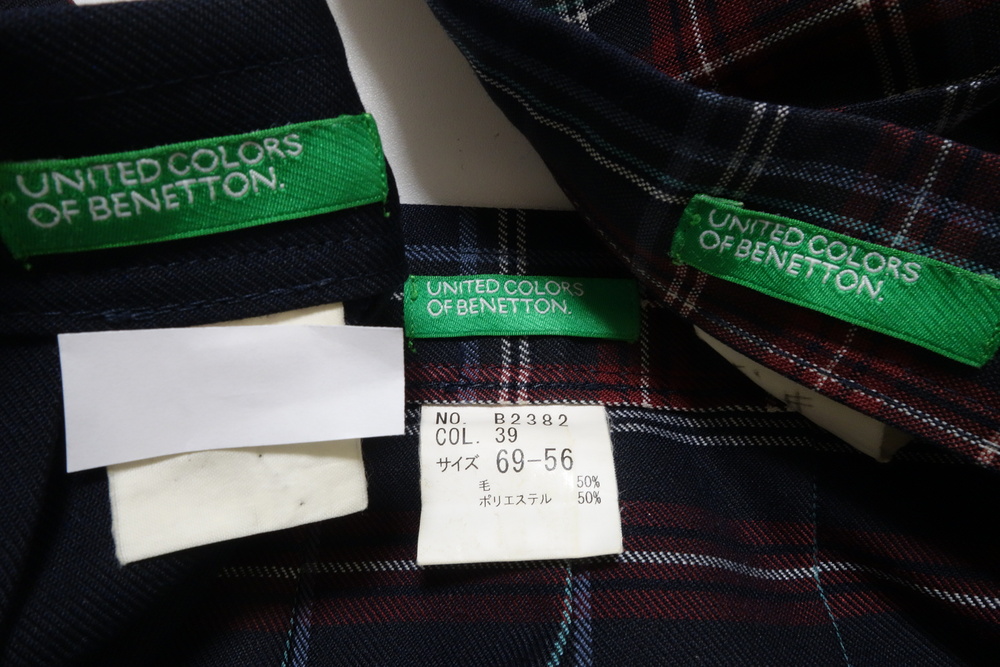 UNITED COLORS
OF BENETTON.
UNITED COLORS
OF BENETTON.
UNITED COLORS
OF BENETTON.
NO. B2382
COL. 39
サイズ 69-56
毛 50%
ポリエステル 50%